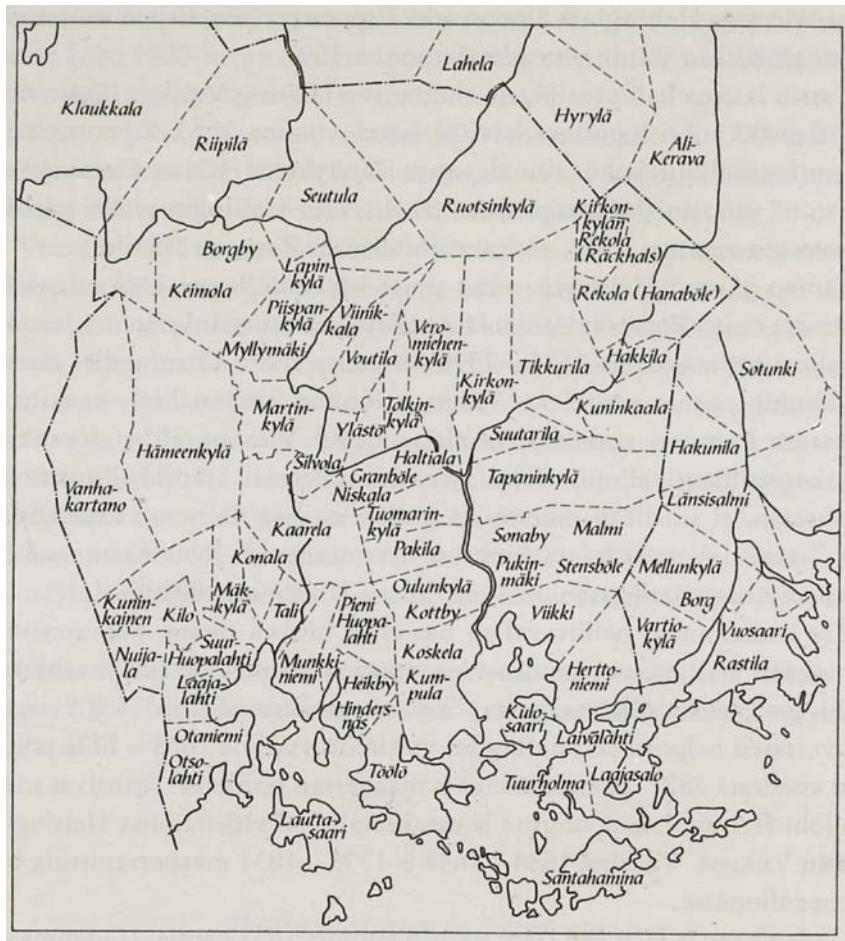 Lahela
Klaukkala
Hyrylä
Riipilä
Ali-
Kerava
Seutula
Ruotsinkylä
Kirkon-
kylän
Rekola
(Räckhals)
Borgby
Lapin-
kylä
Keimola
Rekola (Hanaböle)
Piispan-
kylä
Viinik-
kala
Vero-
miehen-
kylä
Myllymäki
Voutila
Hakkila
Tikkurila
Sotunki
Kirkon-
kylä
Martin-
kylä
Tolkin-
kylä
Kuninkaala
Ylästö
Suutarila
Hämeenkylä
Haltiala
Hakunila
Silvola
Granböle
Tapaninkylä
Niskala
Vanha-
kartano
Länsisalmi
Tuomarin-
kylä
Kaarela
Sonaby
Malmi
Pakila
Konala
Pukin-
mäki
Stensböle
Mellunkylä
Oulunkylä
Mäk-
kylä
Kunin-
kainen
Kilo
Tali
Pieni
Huopa-
lahti
Kottby
Viikki
Borg
Vartio-
kylä
Vuosaari
Nuija-
la
Suur-
Huopalahti
Munkki-
niemi
Koskela
Laaja-
lahti
Heikby
Kum-
pula
Hertto-
niemi
Rastila
Hinders-
näs
Kulo-
saari
Otaniemi
Laivalahti
Otso-
lahti
Töölö
Tuurholma
Laajasalo
Lautta-
saari
Santahamina